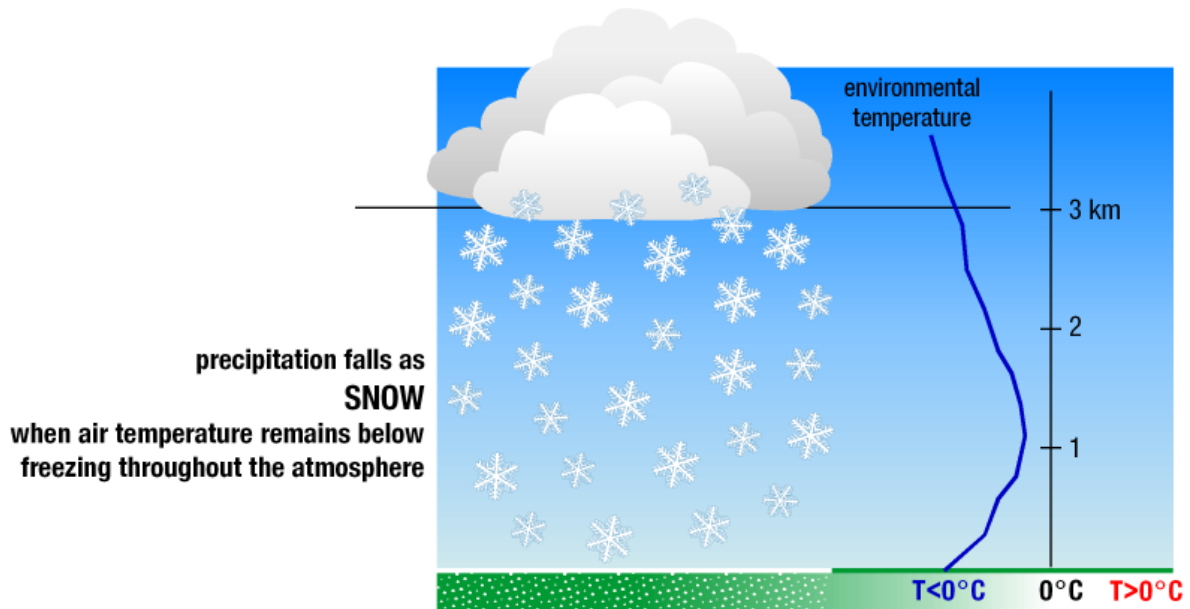 environmental
temperature
3 km
2
1
precipitation falls as
SNOW
when air temperature remains below
freezing throughout the atmosphere
T<0°C 0°C T>0°C